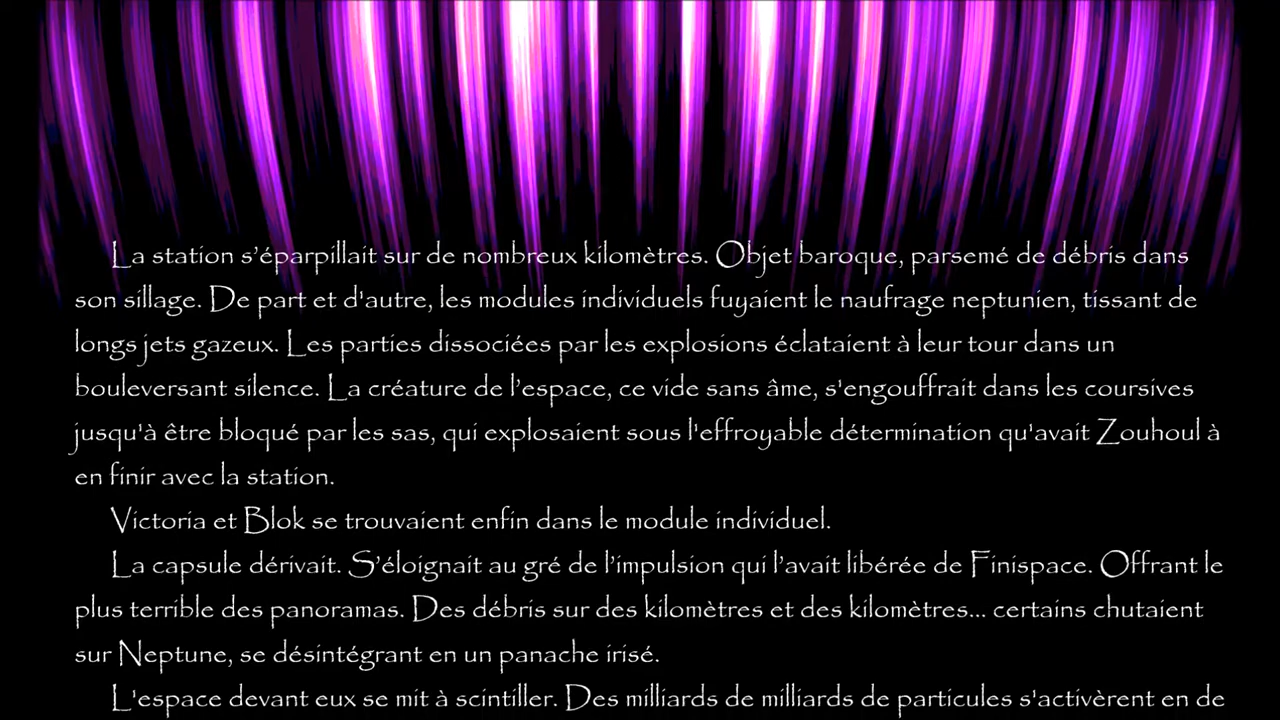 La station s’éparpillait sur de nombreux kilomètres. Objet baroque, parsemé de débris dans
son sillage. De part et d'autre, les modules individuels fuyaient le naufrage neptunien, tissant de
longs jets gazeux. Les parties dissociées par les explosions éclataient à leur tour dans un
bouleversant silence. La créature de l’espace, ce vide sans âme, s'engouffrait dans les coursives
jusqu'à être bloqué par les sas, qui explosaient sous l'effroyable détermination qu'avait Zouhoul à
en finir avec la station.
Victoria et Blok se trouvaient enfin dans le module individuel.
La capsule dérivait. S’éloignait au gré de l’impulsion qui l’avait libérée de Finispace. Offrant le
plus terrible des panoramas. Des débris sur des kilomètres et des kilomètres... certains chutaient
sur Neptune, se désintégrant en un panache irisé.
L'espace devant eux se mit à scintiller. Des milliards de milliards de particules s'activèrent en de